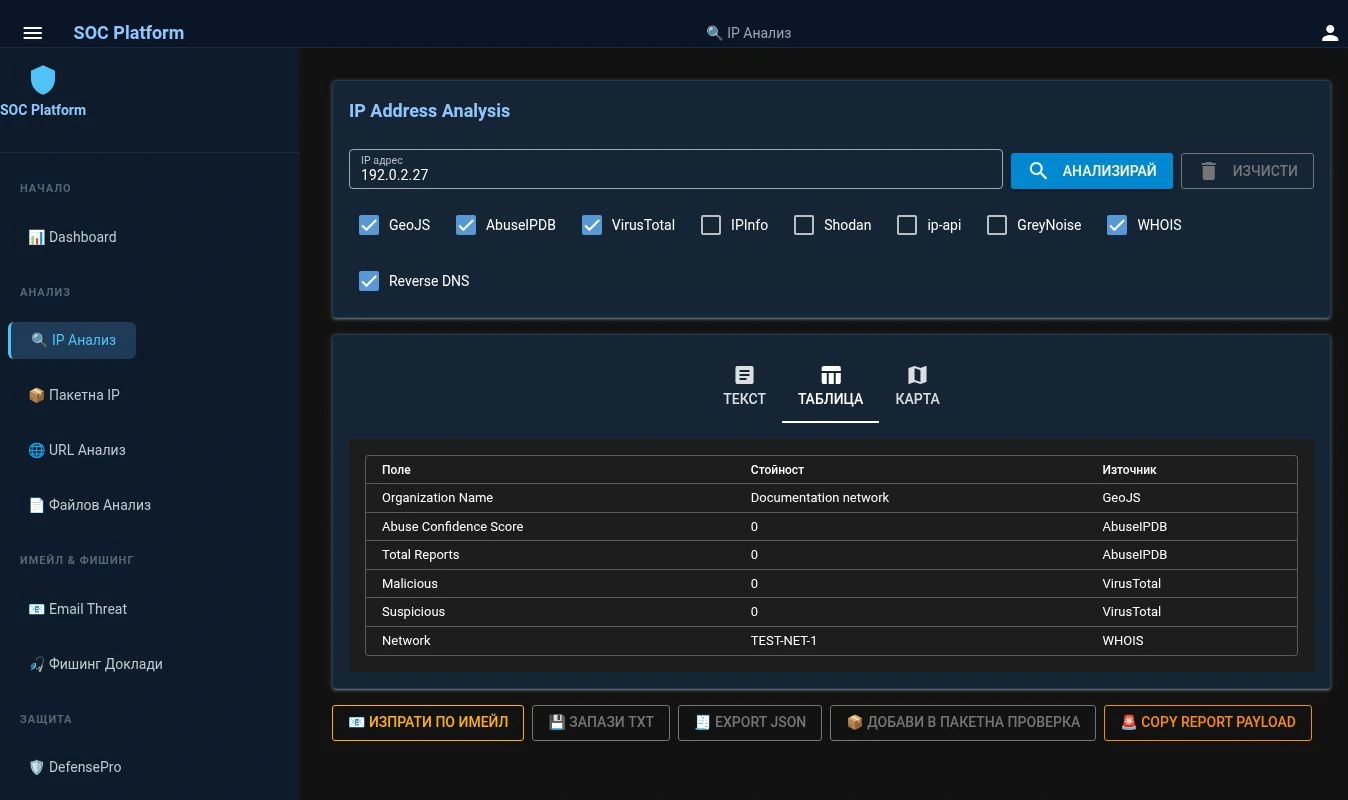 SOC Platform
🔍 IP Анализ
SOC Platform
НАЧАЛО
📊 Dashboard
АНАЛИЗ
🔍 IP Анализ
📦 Пакетна IP
🌐 URL Анализ
📄 Файлов Анализ
ИМЕЙЛ & ФИШИНГ
📧 Email Threat
🎣 Фишинг Доклади
ЗАЩИТА
🛡️ DefensePro
IP Address Analysis
IP адрес
192.0.2.27
АНАЛИЗИРАЙ
ИЗЧИСТИ
GeoJS AbuseIPDB VirusTotal IPInfo Shodan ip-api GreyNoise WHOIS
Reverse DNS
ТЕКСТ ТАБЛИЦА КАРТА
Поле Стойност Източник
Organization Name Documentation network GeoJS
Abuse Confidence Score 0 AbuseIPDB
Total Reports 0 AbuseIPDB
Malicious 0 VirusTotal
Suspicious 0 VirusTotal
Network TEST-NET-1 WHOIS
📧 ИЗПРАТИ ПО ИМЕЙЛ 💾 ЗАПАЗИ TXT 🧾 EXPORT JSON 📦 ДОБАВИ В ПАКЕТНА ПРОВЕРКА 🚨 COPY REPORT PAYLOAD